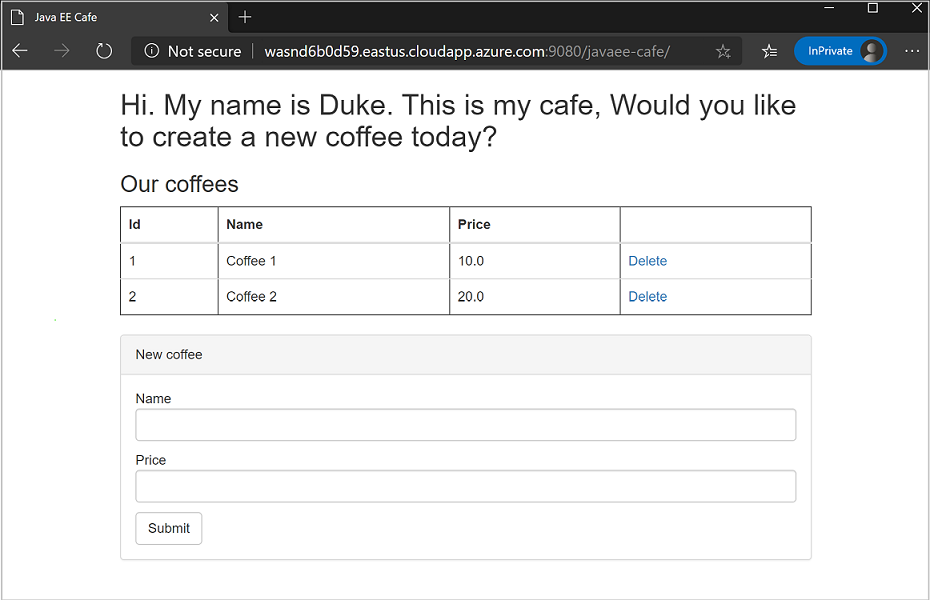 Java EE Cafe
Not secure wasnd6b0d59.eastus.cloudapp.azure.com:9080/javaee-cafe/ InPrivate
Hi. My name is Duke. This is my cafe, Would you like
to create a new coffee today?
Our coffees
Id Name Price
1 Coffee 1 10.0 Delete
2 Coffee 2 20.0 Delete
New coffee
Name
Price
Submit